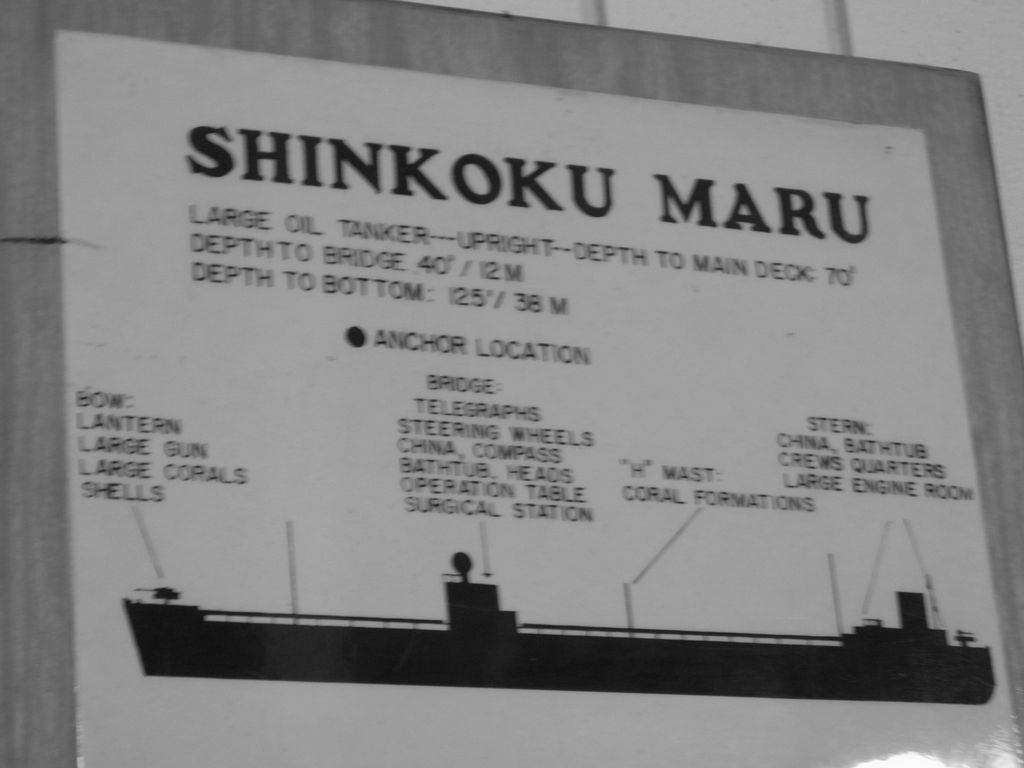 SHINKOKU MARU
LARGE OIL TANKER---UPRIGHT--DEPTH TO MAIN DECK: 70'
DEPTH TO BRIDGE 40' / 12 M
DEPTH TO BOTTOM: 125'/ 38 M
ANCHOR LOCATION
BOW:
LANTERN
LARGE GUN
LARGE CORALS
SHELLS
BRIDGE:
TELEGRAPHS
STEERING WHEELS
CHINA, COMPASS
BATHTUB, HEADS
OPERATION TABLE
SURGICAL STATION
"H" MAST:
CORAL FORMATIONS
STERN:
CHINA, BATHTUB
CREWS QUARTERS
LARGE ENGINE ROOM